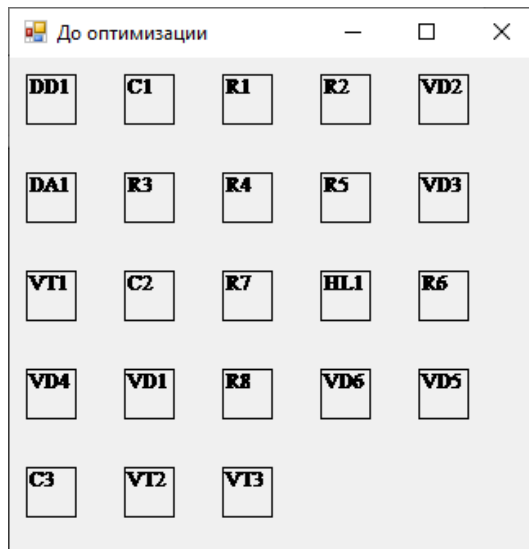 До оптимизации
DD1 C1 R1 R2 VD2
DA1 R3 R4 R5 VD3
VT1 C2 R7 HL1 R6
VD4 VD1 R8 VD6 VD5
C3 VT2 VT3